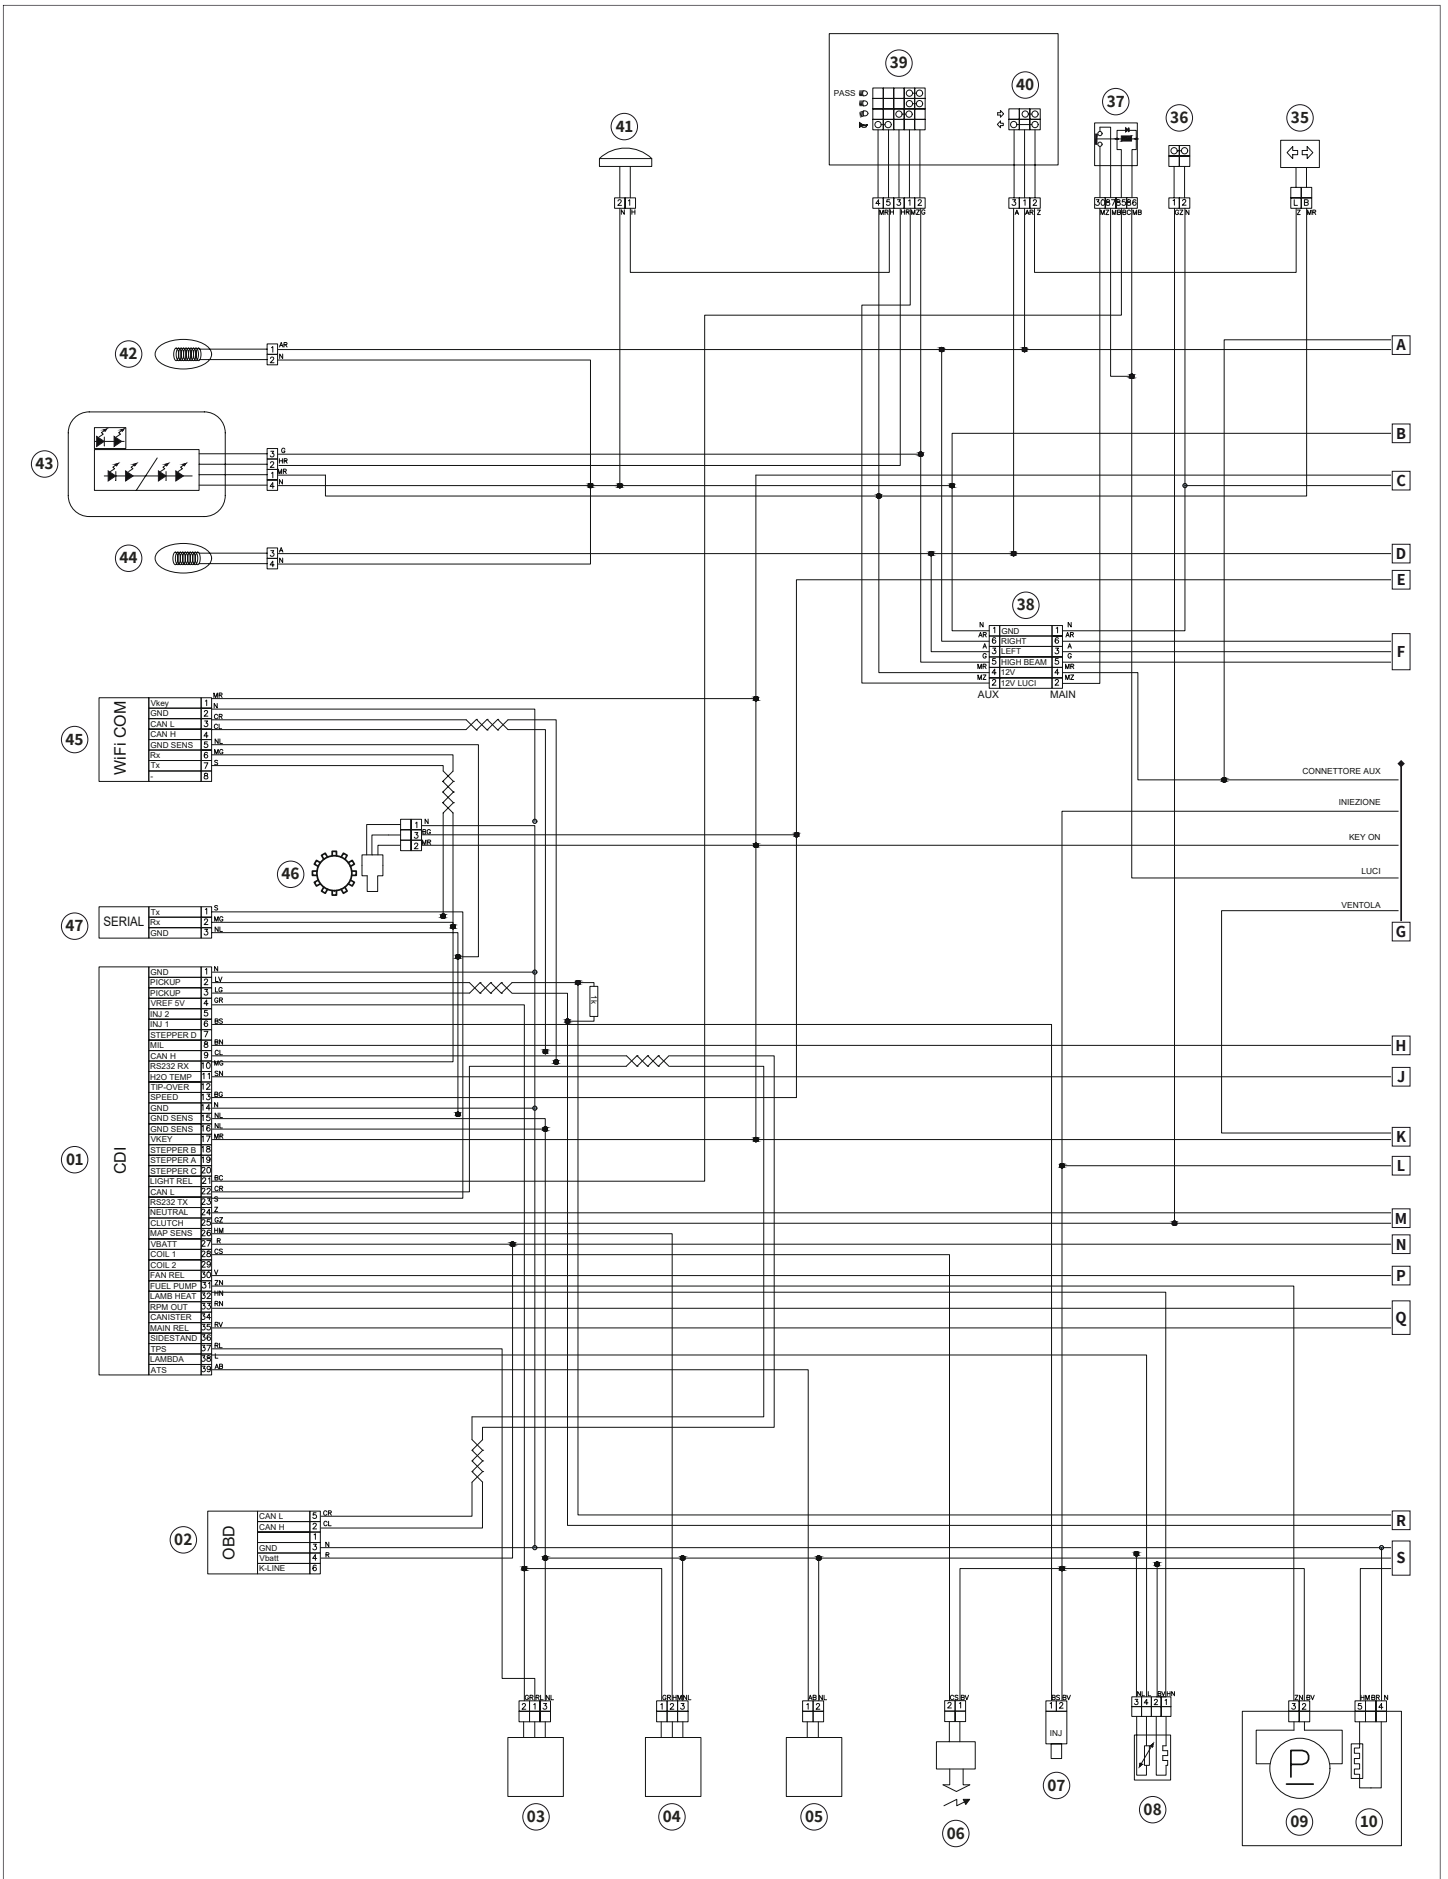 39
40
37
36
35
41
PASS
2 1
N H
4 5 3 1 2
MR H HR MZ G
3 1 2
A AR Z
30 87 85 86
MZ MB BC MB
1 2
GZ N
L B
Z MR
42
1 AR
2 N
A
B
43
3 G
2 HR
1 MR
4 N
C
44
3 A
4 N
D
E
38
N 1 GND 1 N
AR 6 RIGHT 6 AR
A 3 LEFT 3 A
G 5 HIGH BEAM 5 G
MR 4 12V 4 MR
MZ 2 12V LUCI 2 MZ
AUX MAIN
F
45
WiFi COM
Vkey 1 MR
GND 2 N
CAN L 3 CR
CAN H 4 CL
GND SENS 5 NL
Rx 6 MG
Tx 7 S
- 8
CONNETTORE AUX
INIEZIONE
KEY ON
LUCI
VENTOLA
G
46
1 N
3 BG
2 MR
47
SERIAL
Tx 1 S
Rx 2 MG
GND 3 NL
01
CDI
GND 1 N
PICKUP 2 LV
PICKUP 3 LG
VREF 5V 4 GR
INJ 2 5
INJ 1 6 BS
STEPPER D 7
MIL 8 BN
CAN H 9 CL
RS232 RX 10 MG
H2O TEMP 11 SN
TIP-OVER 12
SPEED 13 BG
GND 14 N
GND SENS 15 NL
GND SENS 16 NL
VKEY 17 MR
STEPPER B 18
STEPPER A 19
STEPPER C 20
LIGHT REL 21 BC
CAN L 22 CR
RS232 TX 23 S
NEUTRAL 24 Z
CLUTCH 25 GZ
MAP SENS 26 HM
VBATT 27 R
COIL 1 28 CS
COIL 2 29
FAN REL 30 V
FUEL PUMP 31 ZN
LAMB HEAT 32 HN
RPM OUT 33 RN
CANISTER 34
MAIN REL 35 RV
SIDESTAND 36
TPS 37 RL
LAMBDA 38 L
ATS 39 AB
1k
H
J
K
L
M
N
P
Q
02
OBD
CAN L 5 CR
CAN H 2 CL
1
GND 3 N
Vbatt 4 R
K-LINE 6
R
S
GR RL NL
2 1 3
03
GR HM NL
1 2 3
04
AB NL
1 2
05
CS BV
2 1
06
BS BV
1 2
INJ
07
NL L BV HN
3 4 2 1
08
ZN BV
3 2
P
09
HM BR N
5 4
10